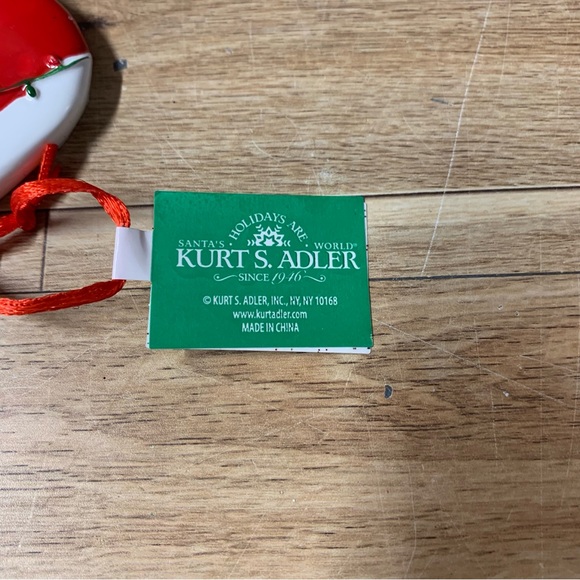 · HOLIDAYS ARE ·
SANTA'S WORLD®
KURT S. ADLER
SINCE 1946
© KURT S. ADLER, INC., NY, NY 10168
www.kurtadler.com
MADE IN CHINA